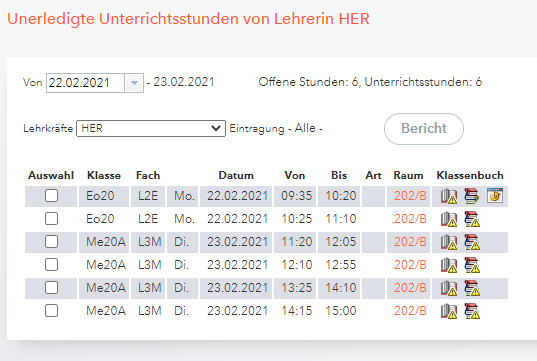 Unerledigte Unterrichtsstunden von Lehrerin HER
Von 22.02.2021 - 23.02.2021 Offene Stunden: 6, Unterrichtsstunden: 6
Lehrkräfte HER Eintragung - Alle - Bericht
Auswahl Klasse Fach Datum Von Bis Art Raum Klassenbuch
Eo20 L2E Mo. 22.02.2021 09:35 10:20 202/B
Eo20 L2E Mo. 22.02.2021 10:25 11:10 202/B
Me20A L3M Di. 23.02.2021 11:20 12:05 202/B
Me20A L3M Di. 23.02.2021 12:10 12:55 202/B
Me20A L3M Di. 23.02.2021 13:25 14:10 202/B
Me20A L3M Di. 23.02.2021 14:15 15:00 202/B